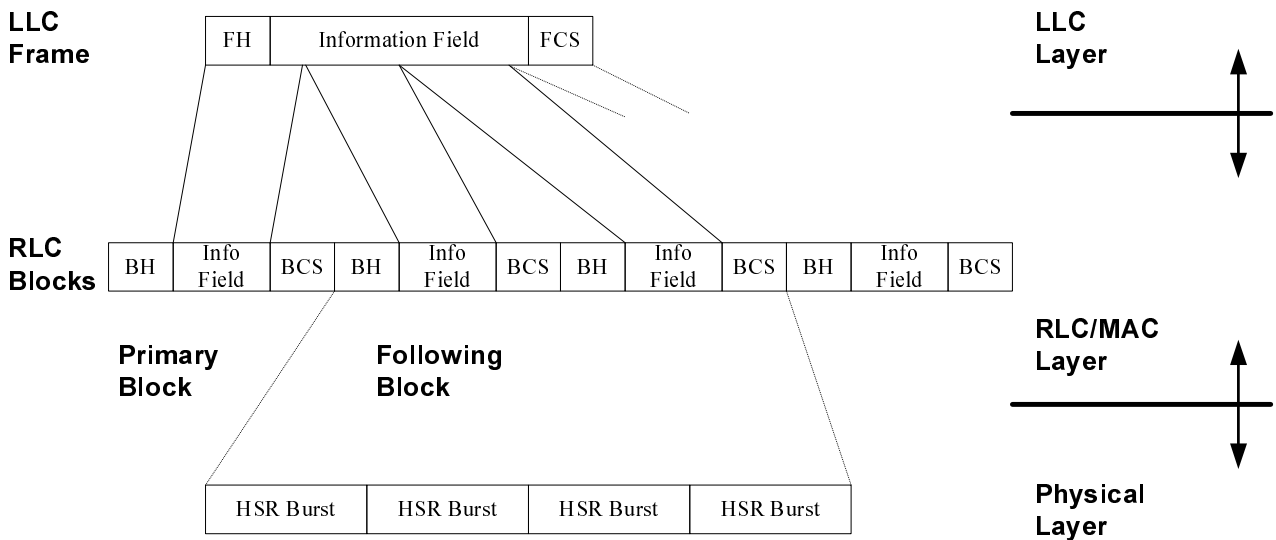 LLC
Frame
FH Information Field FCS
LLC
Layer
RLC
Blocks
BH Info Field BCS BH Info Field BCS BH Info Field BCS BH Info Field BCS
Primary
Block
Following
Block
RLC/MAC
Layer
HSR Burst HSR Burst HSR Burst HSR Burst
Physical
Layer